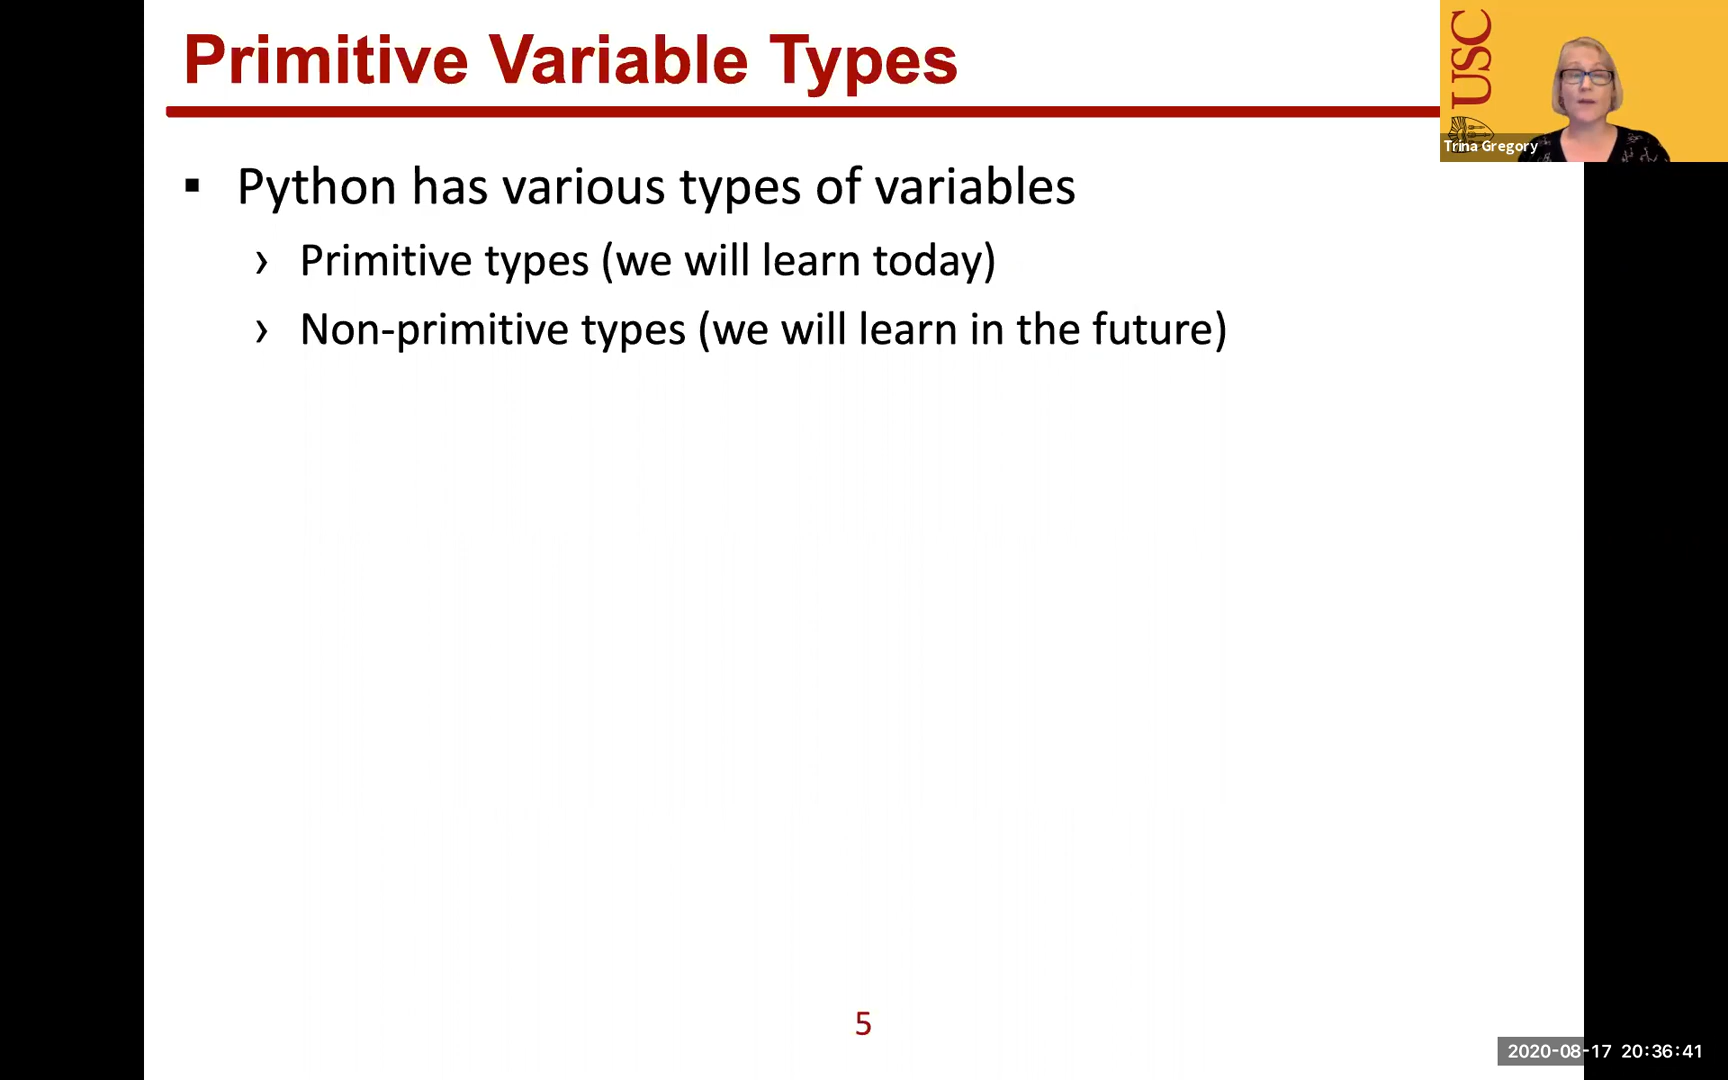 Primitive Variable Types
USC
Trina Gregory
▪ Python has various types of variables
› Primitive types (we will learn today)
› Non-primitive types (we will learn in the future)
5
2020-08-17 20:36:41